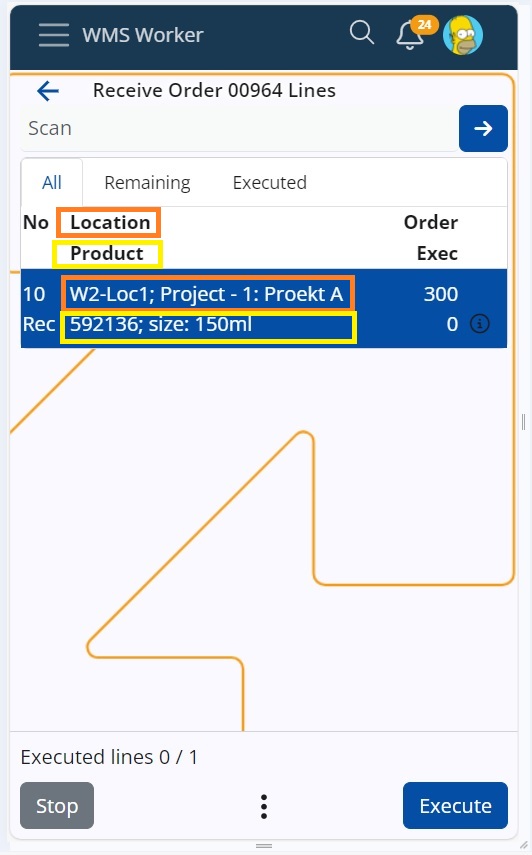 WMS Worker
24
Receive Order 00964 Lines
Scan
All Remaining Executed
No Location Order
Product Exec
10 W2-Loc1; Project - 1: Proekt A 300
Rec 592136; size: 150ml 0
Executed lines 0 / 1
Stop Execute